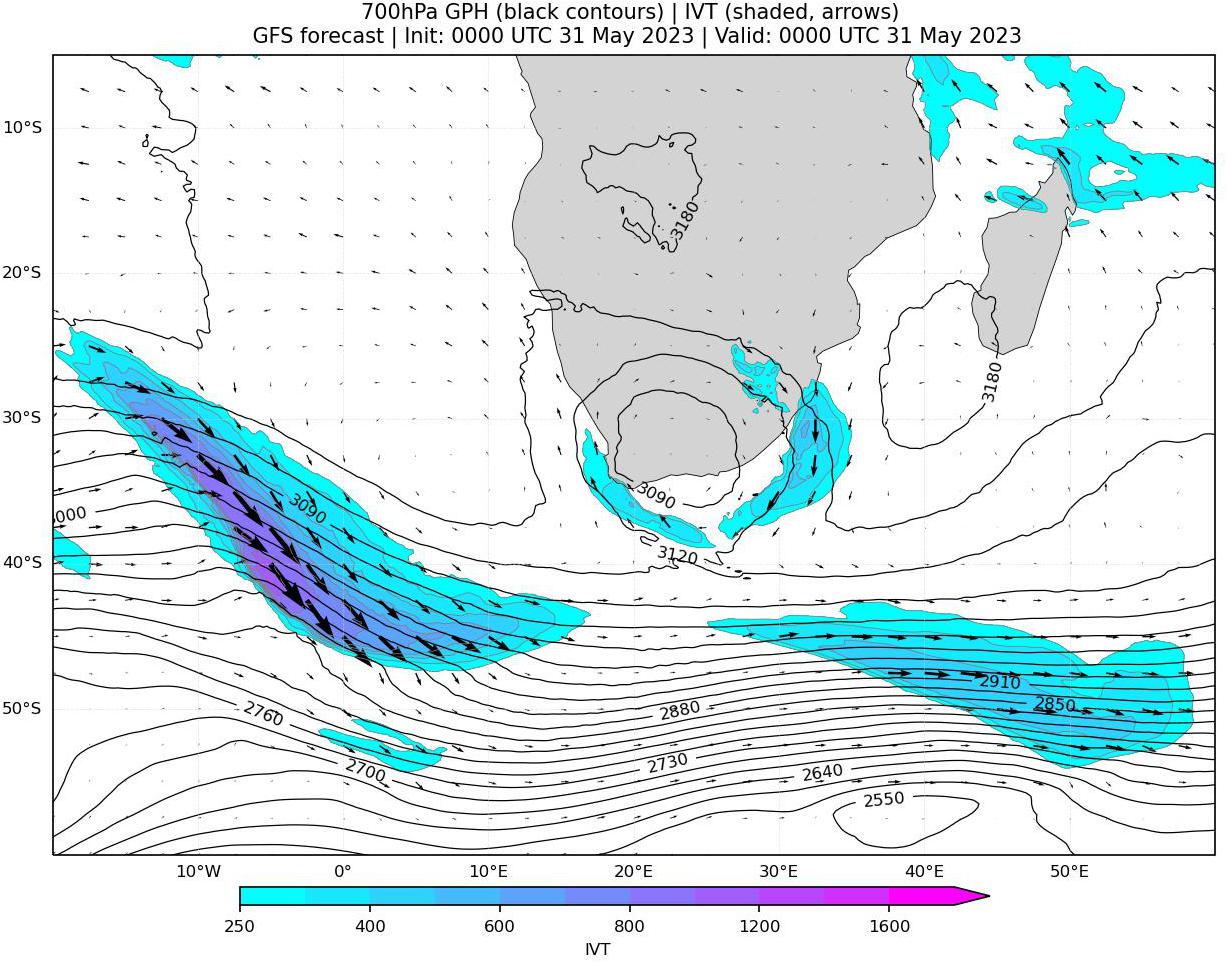 700hPa GPH (black contours) | IVT (shaded, arrows)
GFS forecast | Init: 0000 UTC 31 May 2023 | Valid: 0000 UTC 31 May 2023
10°S
3180
20°S
3180
30°S
3090
3090
000
3120
40°S
2910
2850
50°S
2760
2880
2700
2730
2640
2550
10°W
0°
10°E
20°E
30°E
40°E
50°E
250
400
600
800
1200
1600
IVT